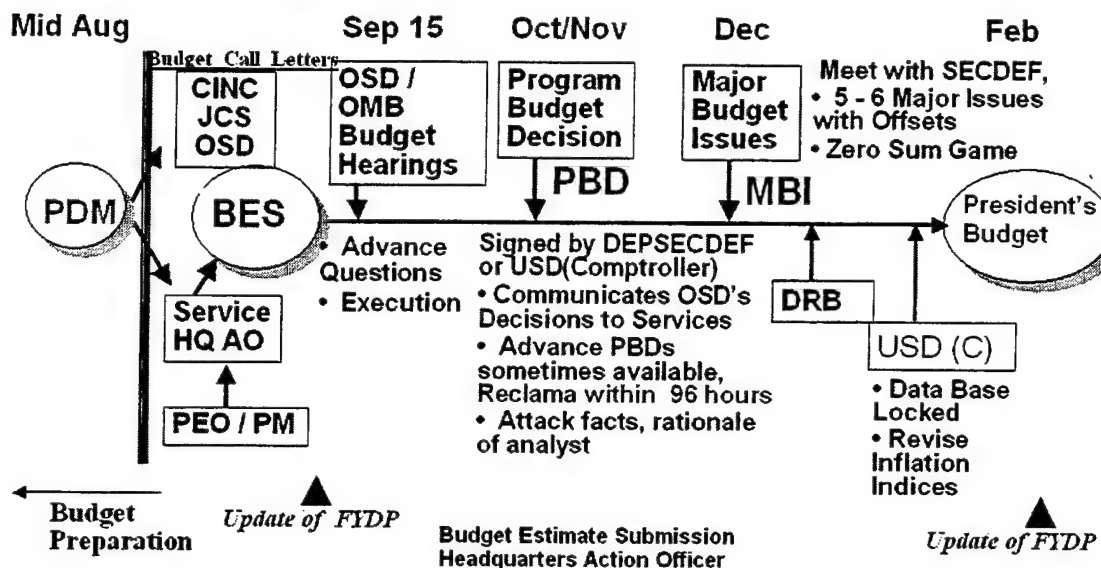 Mid Aug
Sep 15
Oct/Nov
Dec
Feb
Budget Call Letters
CINC
JCS
OSD
OSD /
OMB
Budget
Hearings
Program
Budget
Decision
Major
Budget
Issues
Meet with SECDEF,
• 5 - 6 Major Issues
with Offsets
• Zero Sum Game
PBD
MBI
PDM
BES
President's
Budget
• Advance
Questions
• Execution
Signed by DEPSECDEF
or USD(Comptroller)
• Communicates OSD's
Decisions to Services
• Advance PBDs
sometimes available,
Reclama within 96 hours
• Attack facts, rationale
of analyst
DRB
USD (C)
• Data Base
Locked
• Revise
Inflation
Indices
Service
HQ AO
PEO / PM
Budget
Preparation
Update of FYDP
Budget Estimate Submission
Headquarters Action Officer
Update of FYDP